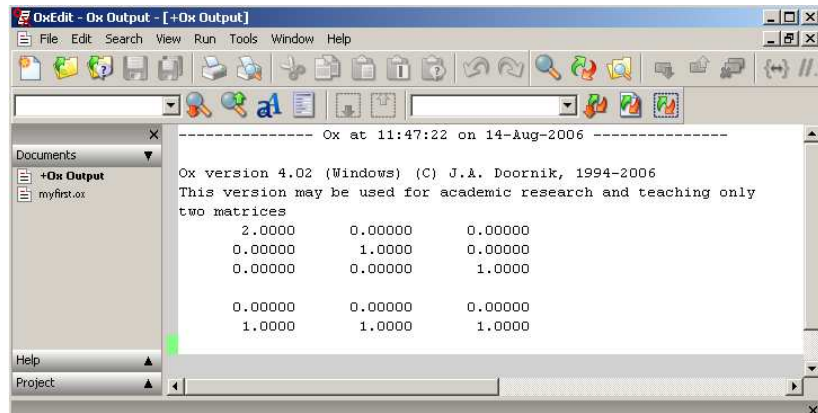 OxEdit - Ox Output - [+Ox Output]
File Edit Search View Run Tools Window Help
--------------- Ox at 11:47:22 on 14-Aug-2006 ---------------
Documents
+Ox Output
myfirst.ox
Ox version 4.02 (Windows) (C) J.A. Doornik, 1994-2006
This version may be used for academic research and teaching only
two matrices
2.0000 0.00000 0.00000
0.00000 1.0000 0.00000
0.00000 0.00000 1.0000
0.00000 0.00000 0.00000
1.0000 1.0000 1.0000
Help
Project